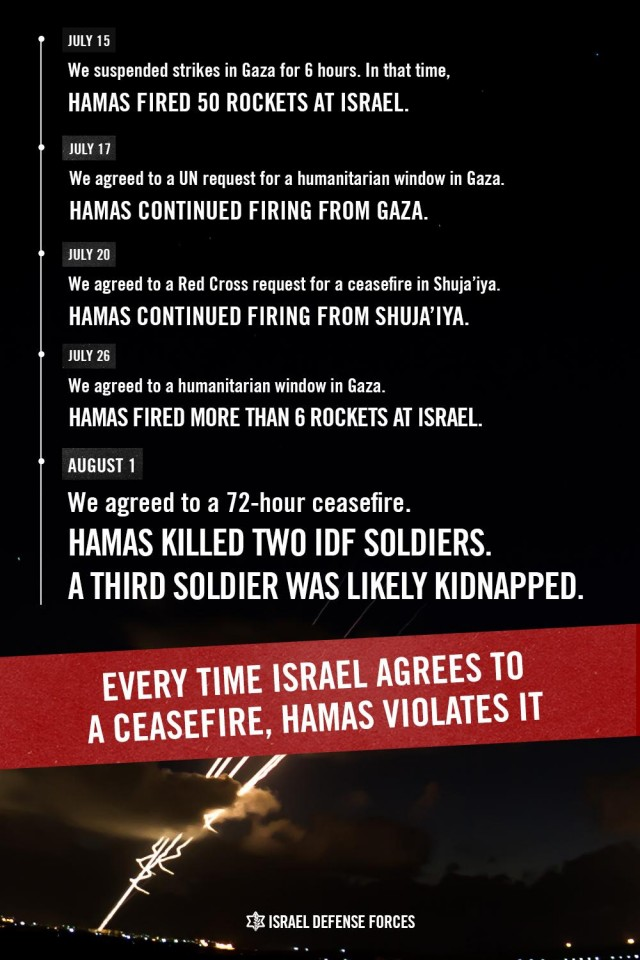 JULY 15
We suspended strikes in Gaza for 6 hours. In that time,
HAMAS FIRED 50 ROCKETS AT ISRAEL.
JULY 17
We agreed to a UN request for a humanitarian window in Gaza.
HAMAS CONTINUED FIRING FROM GAZA.
JULY 20
We agreed to a Red Cross request for a ceasefire in Shuja'iya.
HAMAS CONTINUED FIRING FROM SHUJA'IYA.
JULY 26
We agreed to a humanitarian window in Gaza.
HAMAS FIRED MORE THAN 6 ROCKETS AT ISRAEL.
AUGUST 1
We agreed to a 72-hour ceasefire.
HAMAS KILLED TWO IDF SOLDIERS.
A THIRD SOLDIER WAS LIKELY KIDNAPPED.
EVERY TIME ISRAEL AGREES TO
A CEASEFIRE, HAMAS VIOLATES IT
ISRAEL DEFENSE FORCES